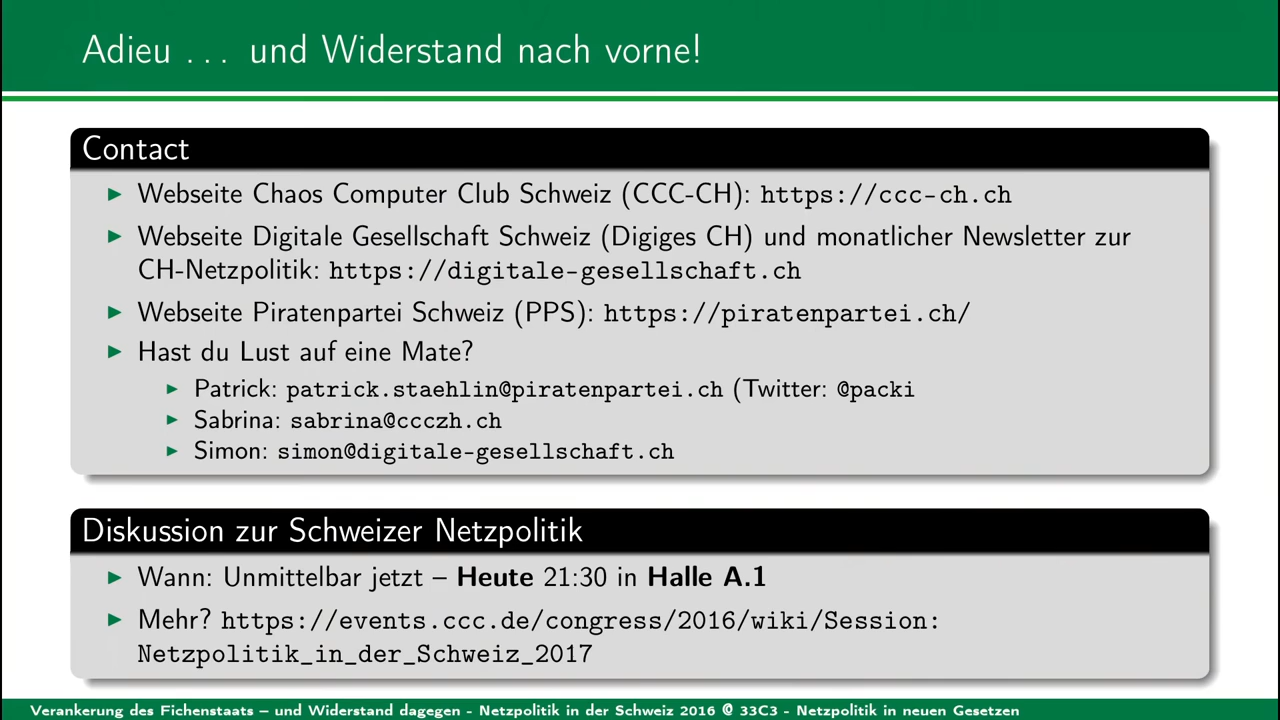 Adieu . . . und Widerstand nach vorne!
Contact
Webseite Chaos Computer Club Schweiz (CCC-CH): https://ccc-ch.ch
Webseite Digitale Gesellschaft Schweiz (Digiges CH) und monatlicher Newsletter zur
CH-Netzpolitik: https://digitale-gesellschaft.ch
Webseite Piratenpartei Schweiz (PPS): https://piratenpartei.ch/
Hast du Lust auf eine Mate?
Patrick: patrick.staehlin@piratenpartei.ch (Twitter: @packi
Sabrina: sabrina@ccczh.ch
Simon: simon@digitale-gesellschaft.ch
Diskussion zur Schweizer Netzpolitik
Wann: Unmittelbar jetzt – Heute 21:30 in Halle A.1
Mehr? https://events.ccc.de/congress/2016/wiki/Session:
Netzpolitik_in_der_Schweiz_2017
Verankerung des Fichenstaats – und Widerstand dagegen - Netzpolitik in der Schweiz 2016 @ 33C3 - Netzpolitik in neuen Gesetzen